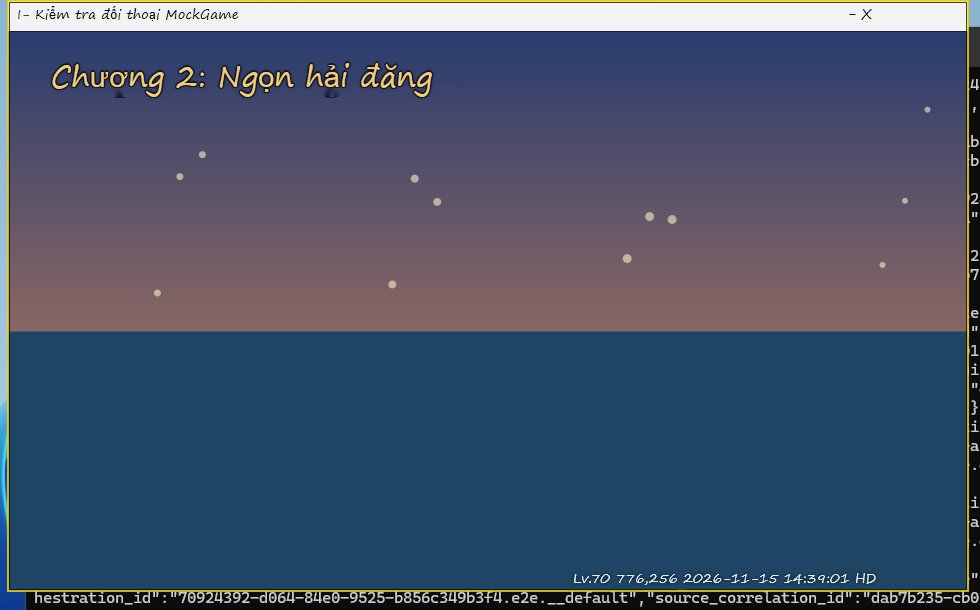 I- Kiểm tra đối thoại MockGame - X
Chương 2: Ngọn hải đăng
Lv.70 776,256 2026-11-15 14:39:01 HD
hestration_id":"70924392-d064-84e0-9525-b856c349b3f4.e2e.__default","source_correlation_id":"dab7b235-cb6